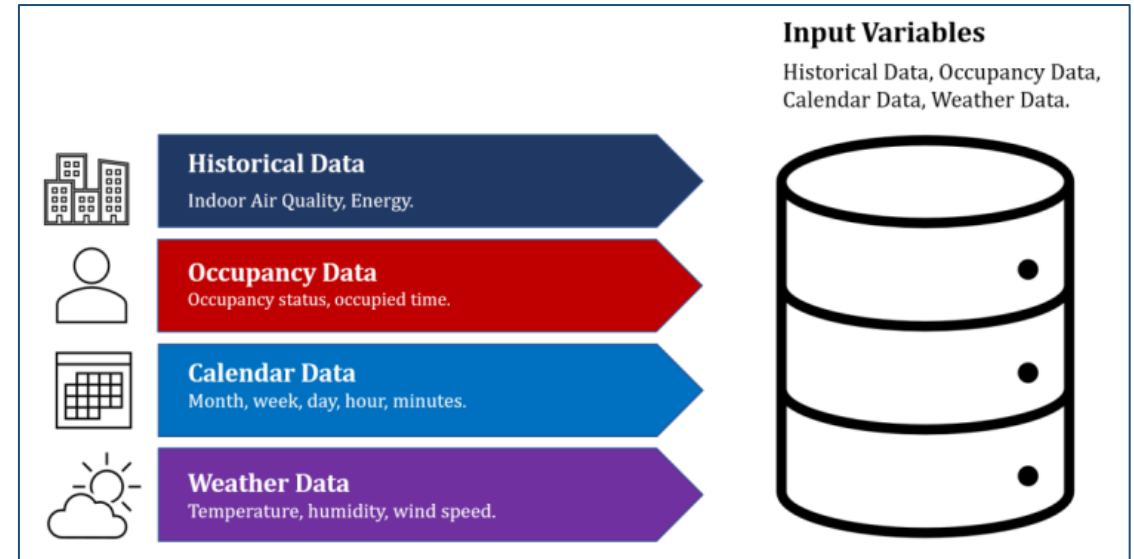 Input Variables
Historical Data, Occupancy Data,
Calendar Data, Weather Data.
Historical Data
Indoor Air Quality, Energy.
Occupancy Data
Occupancy status, occupied time.
Calendar Data
Month, week, day, hour, minutes.
Weather Data
Temperature, humidity, wind speed.